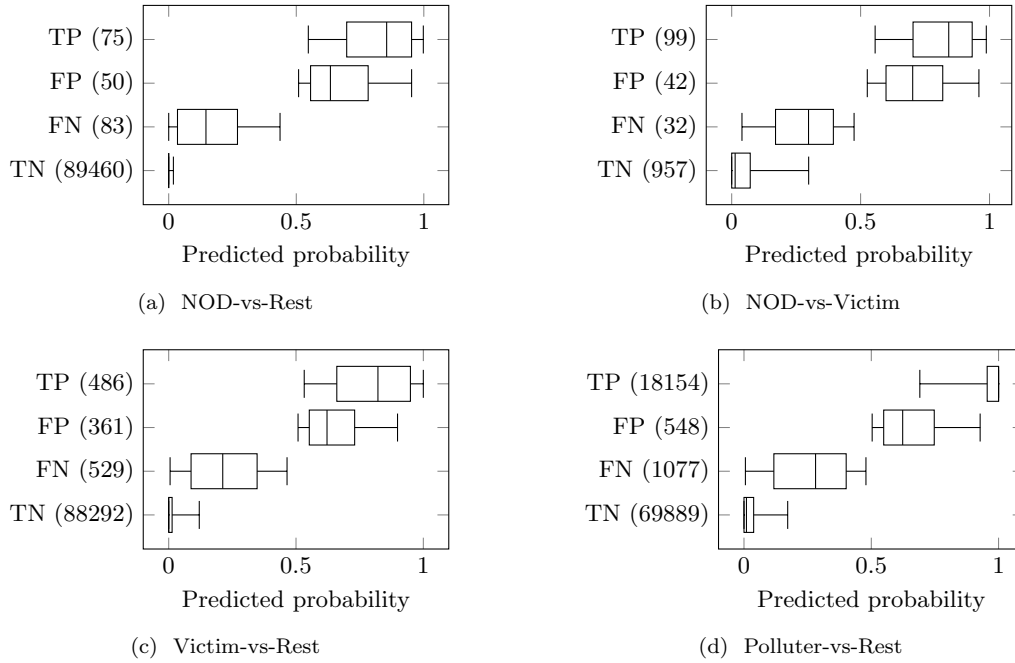 TP (75)
FP (50)
FN (83)
TN (89460)
0 0.5 1
Predicted probability
(a) NOD-vs-Rest
TP (99)
FP (42)
FN (32)
TN (957)
0 0.5 1
Predicted probability
(b) NOD-vs-Victim
TP (486)
FP (361)
FN (529)
TN (88292)
0 0.5 1
Predicted probability
(c) Victim-vs-Rest
TP (18154)
FP (548)
FN (1077)
TN (69889)
0 0.5 1
Predicted probability
(d) Polluter-vs-Rest